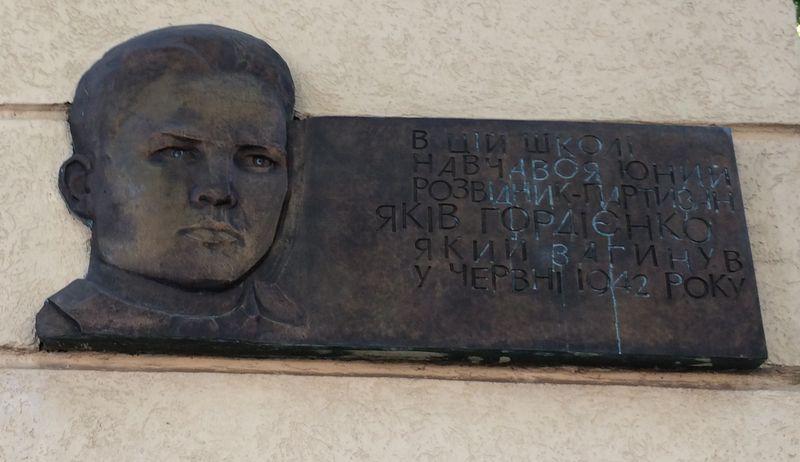 В ЦІЙ ШКОЛІ
НАВЧАВСЯ ЮНИЙ
РОЗВІДНИК-ПАРТИЗАН
ЯКІВ ГОРДІЄНКО
ЯКИЙ ЗАГИНУВ
У ЧЕРВНІ 1942 РОКУ